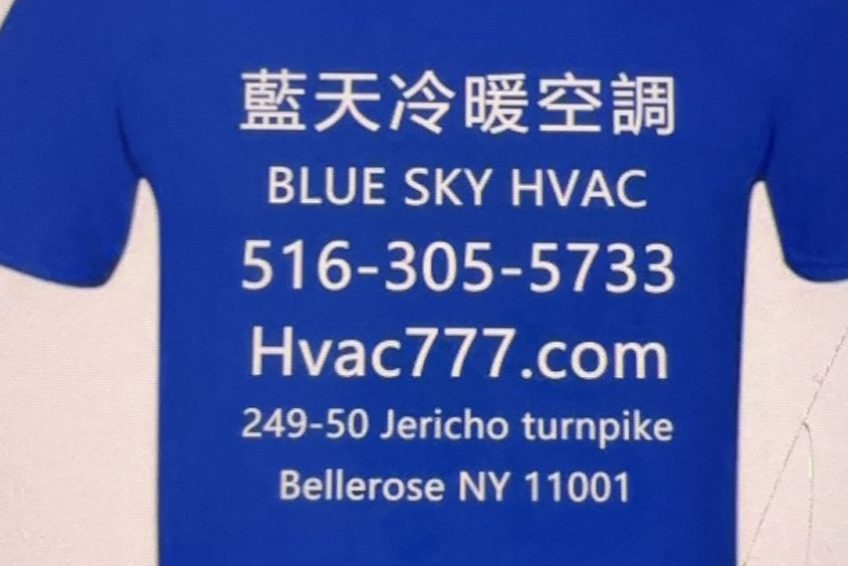 藍天冷暖空調
BLUE SKY HVAC
516-305-5733
Hvac777.com
249-50 Jericho turnpike
Bellerose NY 11001